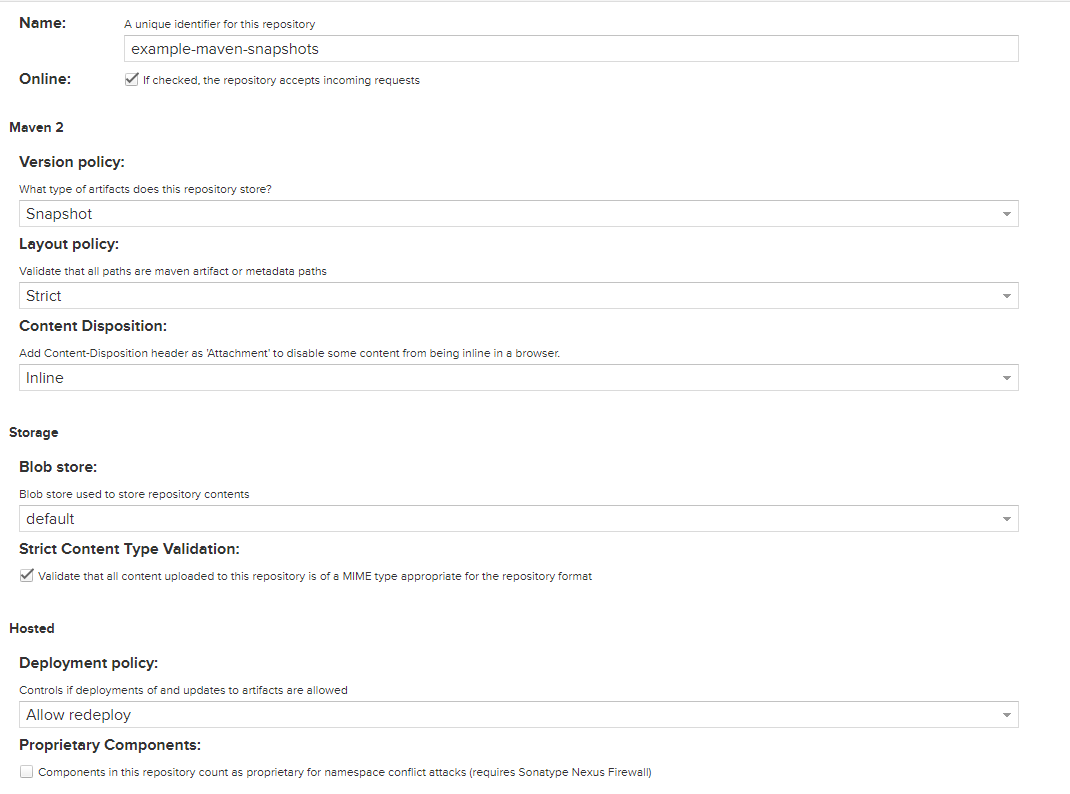 Name: A unique identifier for this repository
example-maven-snapshots
Online: If checked, the repository accepts incoming requests
Maven 2
Version policy:
What type of artifacts does this repository store?
Snapshot
Layout policy:
Validate that all paths are maven artifact or metadata paths
Strict
Content Disposition:
Add Content-Disposition header as 'Attachment' to disable some content from being inline in a browser.
Inline
Storage
Blob store:
Blob store used to store repository contents
default
Strict Content Type Validation:
Validate that all content uploaded to this repository is of a MIME type appropriate for the repository format
Hosted
Deployment policy:
Controls if deployments of and updates to artifacts are allowed
Allow redeploy
Proprietary Components:
Components in this repository count as proprietary for namespace conflict attacks (requires Sonatype Nexus Firewall)